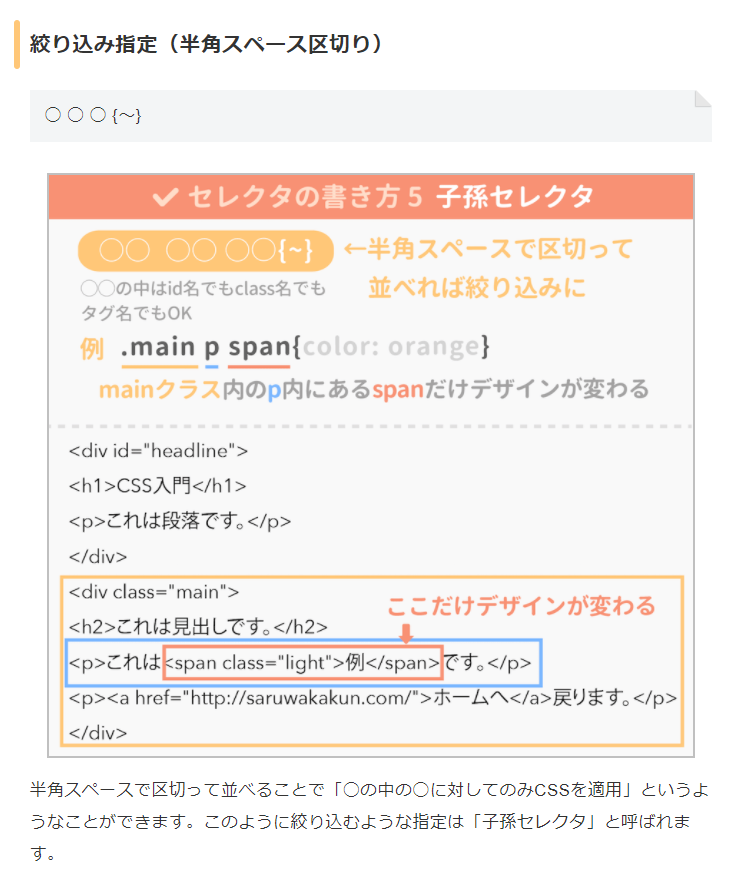 絞り込み指定（半角スペース区切り）
〇 〇 〇 {〜}
セレクタの書き方 5 子孫セレクタ
〇〇 〇〇 〇〇{~} ←半角スペースで区切って
並べれば絞り込みに
〇〇の中はid名でもclass名でも
タグ名でもOK
例 .main p span{color: orange}
mainクラス内のp内にあるspanだけデザインが変わる
<div id="headline">
<h1>CSS入門</h1>
<p>これは段落です。</p>
</div>
<div class="main">
ここだけデザインが変わる
<h2>これは見出しです。</h2>
<p>これは<span class="light">例</span>です。</p>
<p><a href="http://saruwakakun.com/">ホームへ</a>戻ります。</p>
</div>
半角スペースで区切って並べることで「〇の中の〇に対してのみCSSを適用」というよ
うなことができます。このように絞り込むような指定は「子孫セレクタ」と呼ばれま
す。